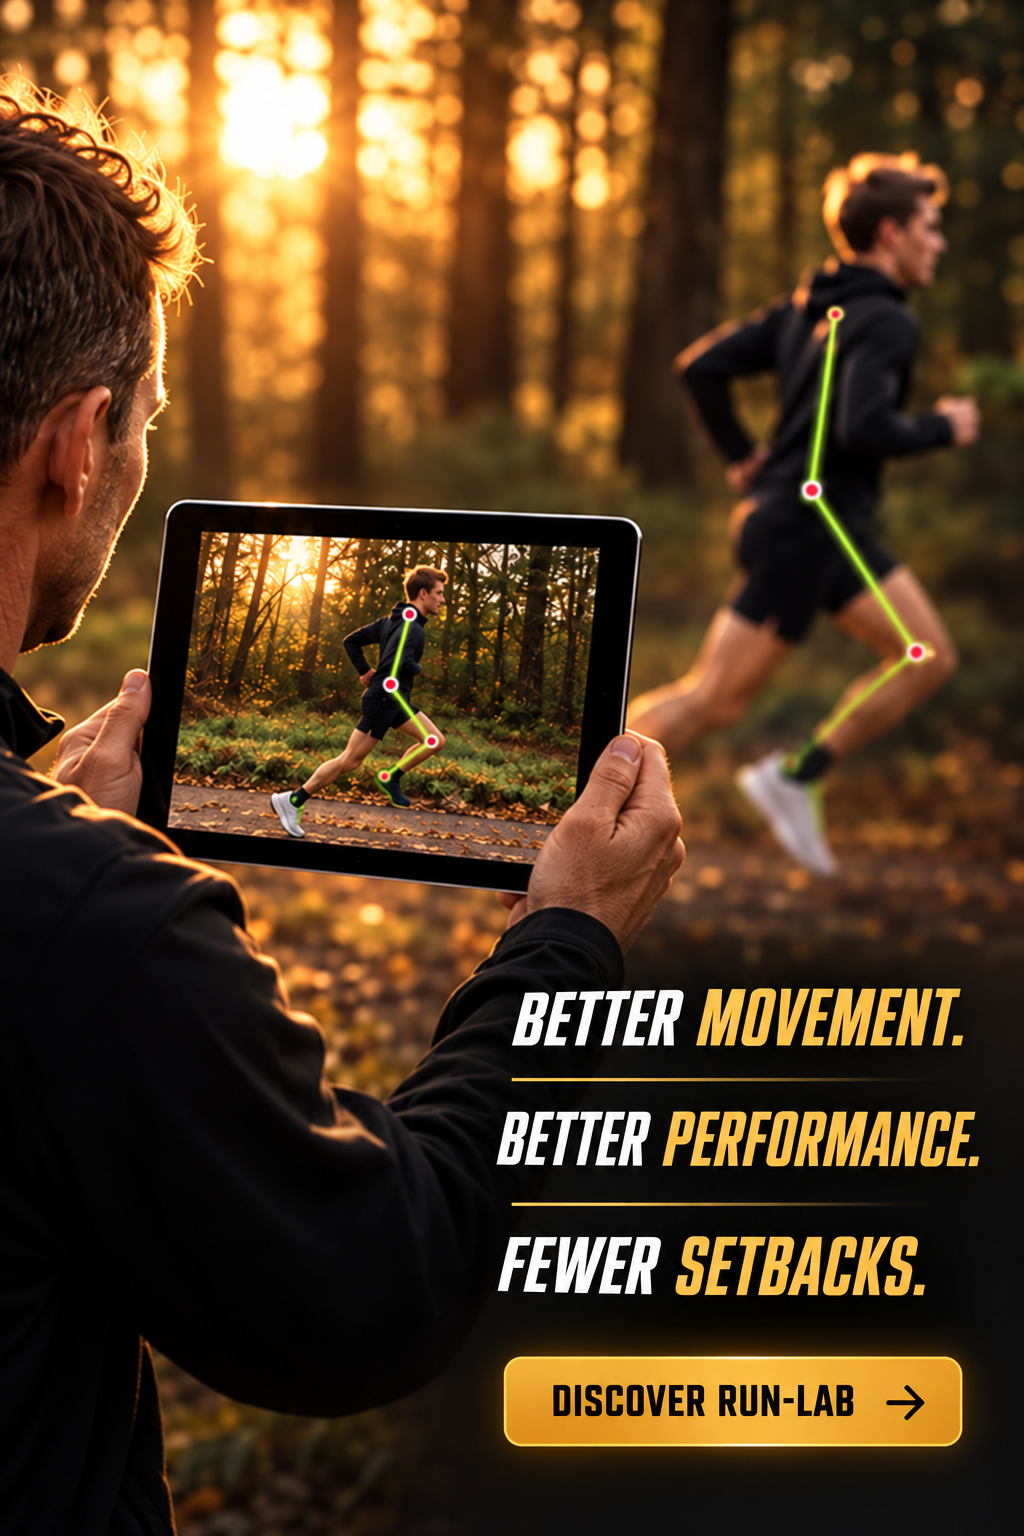 BETTER MOVEMENT.
BETTER PERFORMANCE.
FEWER SETBACKS.
DISCOVER RUN-LAB →